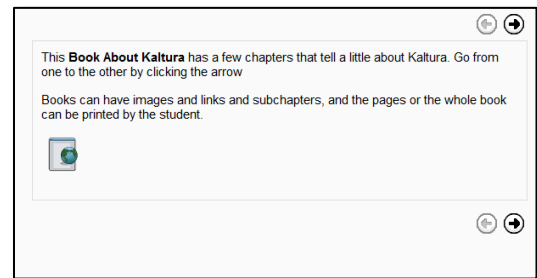 This Book About Kaltura has a few chapters that tell a little about Kaltura. Go from
one to the other by clicking the arrow
Books can have images and links and subchapters, and the pages or the whole book
can be printed by the student.